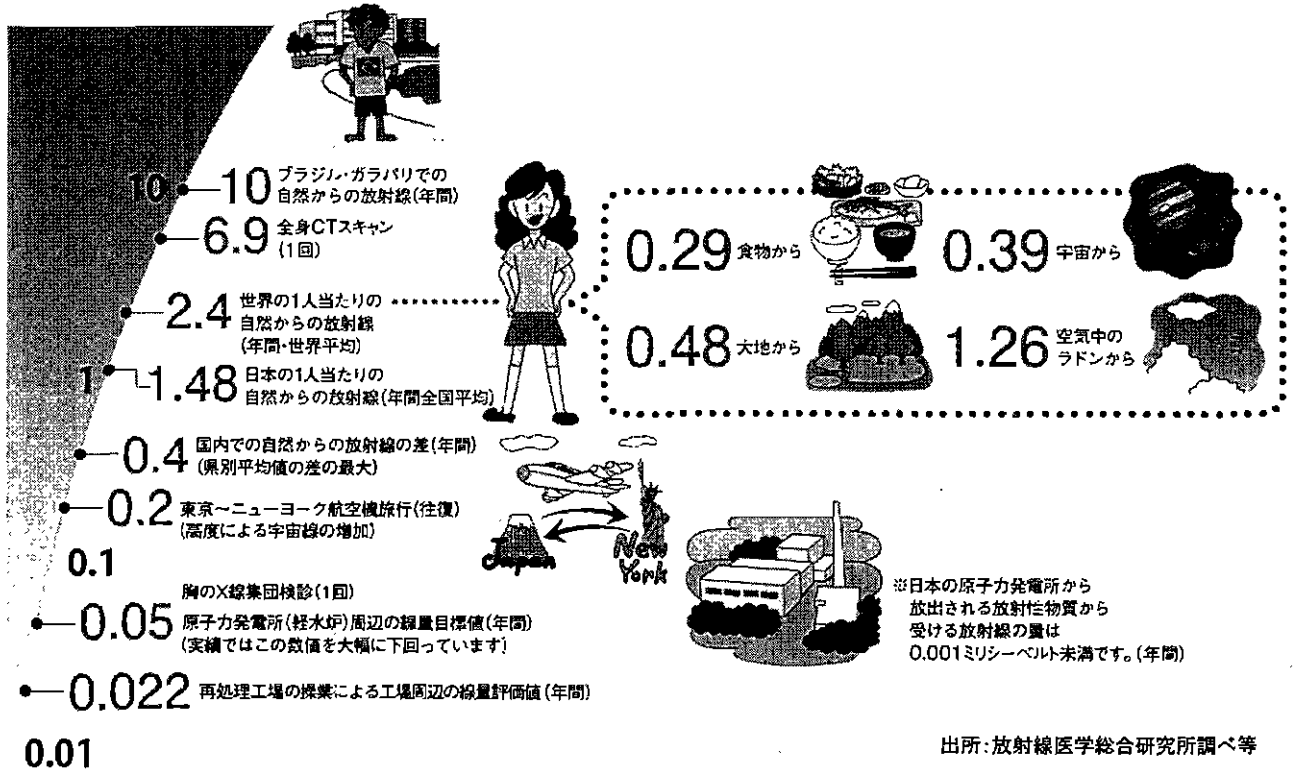 10
10
ブラジル・ガラパリでの
自然からの放射線(年間)
6.9
全身CTスキャン
(1回)
2.4
世界の1人当たりの
自然からの放射線
(年間・世界平均)
1
1.48
日本の1人当たりの
自然からの放射線(年間全国平均)
0.29 食物から
0.39 宇宙から
0.48 大地から
1.26 空気中の
ラドンから
0.4
国内での自然からの放射線の差(年間)
(県別平均値の差の最大)
0.2
東京～ニューヨーク航空機旅行(往復)
(高度による宇宙線の増加)
Japan
New
York
0.1
0.05
胸のX線集団検診(1回)
原子力発電所(軽水炉)周辺の線量目標値(年間)
(実績ではこの数値を大幅に下回っています)
※日本の原子力発電所から
放出される放射性物質から
受ける放射線の量は
0.001ミリシーベルト未満です。(年間)
0.022
再処理工場の操業による工場周辺の線量評価値(年間)
0.01
出所:放射線医学総合研究所調べ等